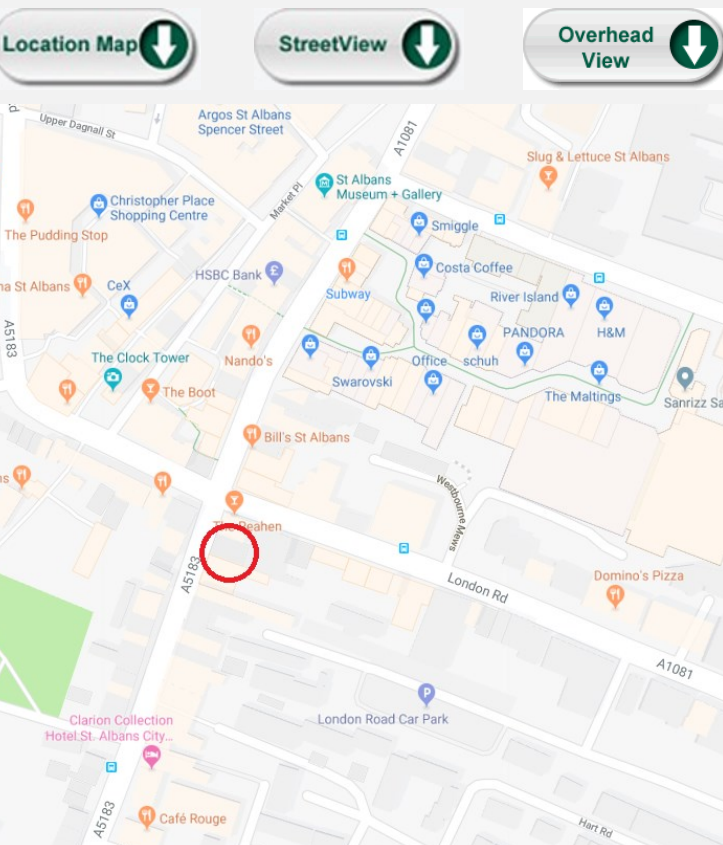 Location Map
StreetView
Overhead
View
Upper Dagnall St
Argos St Albans
Spencer Street
A1081
Slug & Lettuce St Albans
St Albans
Museum + Gallery
Market Pl
Christopher Place
Shopping Centre
The Pudding Stop
Smiggle
HSBC Bank
£
Costa Coffee
St Albans
CeX
Subway
River Island
A5183
PANDORA
H&M
The Clock Tower
Nando's
Office
schuh
The Boot
Swarovski
The Maltings
Sanrizz
Bill's St Albans
Westbourne Mews
The Peahen
A5183
London Rd
Domino's Pizza
A1081
P
London Road Car Park
Clarion Collection
Hotel St. Albans City...
A5183
Café Rouge
Hart Rd